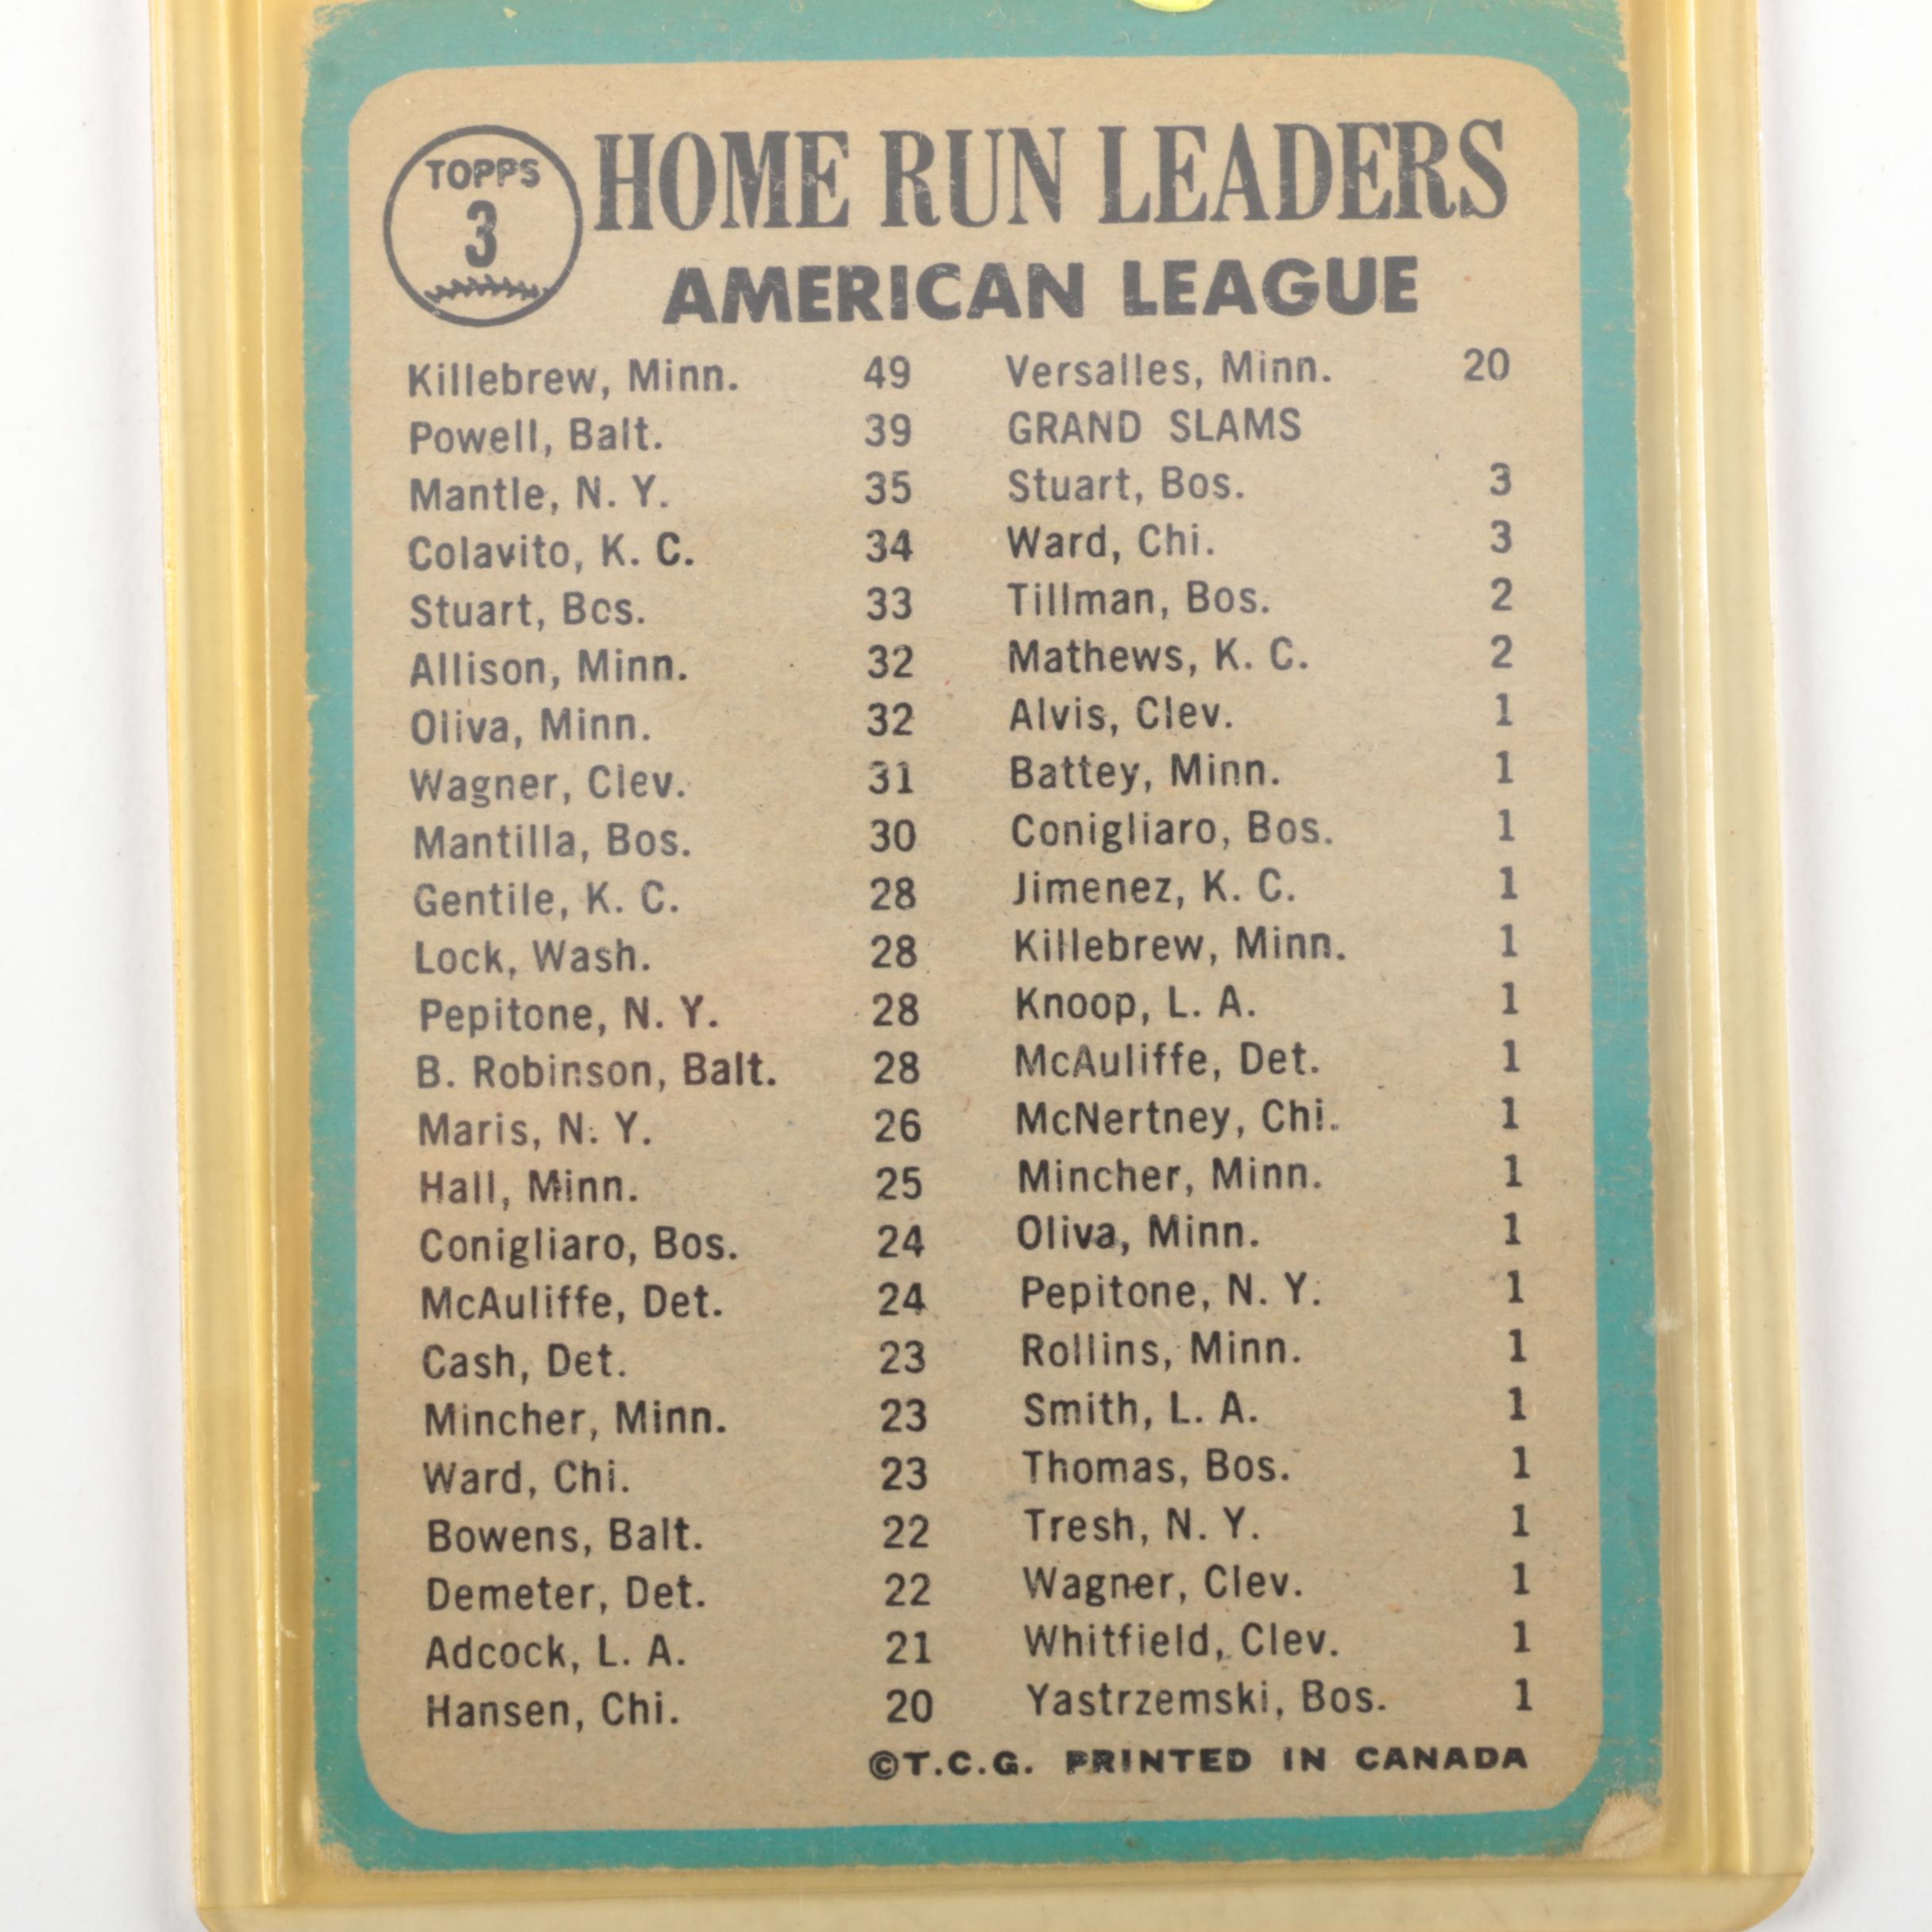 TOPPS
3
HOME RUN LEADERS
AMERICAN LEAGUE
Killebrew, Minn. 49
Powell, Balt. 39
Mantle, N. Y. 35
Colavito, K. C. 34
Stuart, Bos. 33
Allison, Minn. 32
Oliva, Minn. 32
Wagner, Clev. 31
Mantilla, Bos. 30
Gentile, K. C. 28
Lock, Wash. 28
Pepitone, N. Y. 28
B. Robinson, Balt. 28
Maris, N. Y. 26
Hall, Minn. 25
Conigliaro, Bos. 24
McAuliffe, Det. 24
Cash, Det. 23
Mincher, Minn. 23
Ward, Chi. 23
Bowens, Balt. 22
Demeter, Det. 22
Adcock, L. A. 21
Hansen, Chi. 20
Versalles, Minn. 20
GRAND SLAMS
Stuart, Bos. 3
Ward, Chi. 3
Tillman, Bos. 2
Mathews, K. C. 2
Alvis, Clev. 1
Battey, Minn. 1
Conigliaro, Bos. 1
Jimenez, K. C. 1
Killebrew, Minn. 1
Knoop, L. A. 1
McAuliffe, Det. 1
McNertney, Chi. 1
Mincher, Minn. 1
Oliva, Minn. 1
Pepitone, N. Y. 1
Rollins, Minn. 1
Smith, L. A. 1
Thomas, Bos. 1
Tresh, N. Y. 1
Wagner, Clev. 1
Whitfield, Clev. 1
Yastrzemski, Bos. 1
©T.C.G. PRINTED IN CANADA